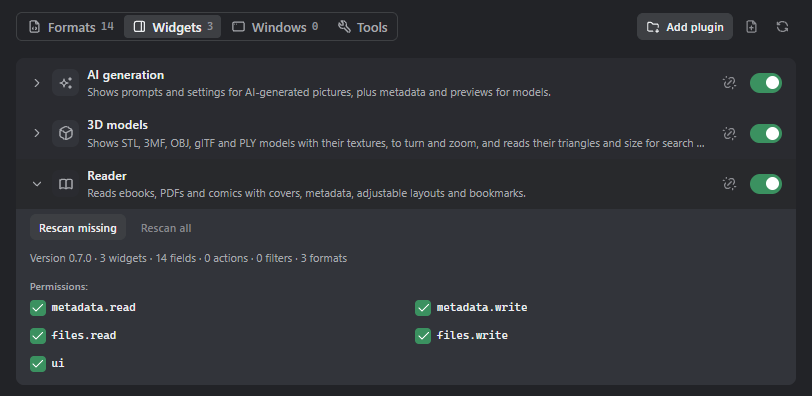 Formats 14 Widgets 3 Windows 0 Tools Add plugin
AI generation
Shows prompts and settings for AI-generated pictures, plus metadata and previews for models.
3D models
Shows STL, 3MF, OBJ, glTF and PLY models with their textures, to turn and zoom, and reads their triangles and size for search ...
Reader
Reads ebooks, PDFs and comics with covers, metadata, adjustable layouts and bookmarks.
Rescan missing Rescan all
Version 0.7.0 · 3 widgets · 14 fields · 0 actions · 0 filters · 3 formats
Permissions:
metadata.read metadata.write
files.read files.write
ui